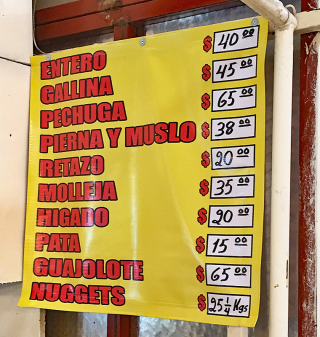 ENTERO $ 40 00
GALLINA $ 45 00
PECHUGA $ 65 00
PIERNA Y MUSLO $ 38 00
RETAZO $ 20 00
MOLLEJA $ 35 00
HIGADO $ 20 00
PATA $ 15 00
GUAJOLOTE $ 65 00
NUGGETS $ 25 1/4 Kgs